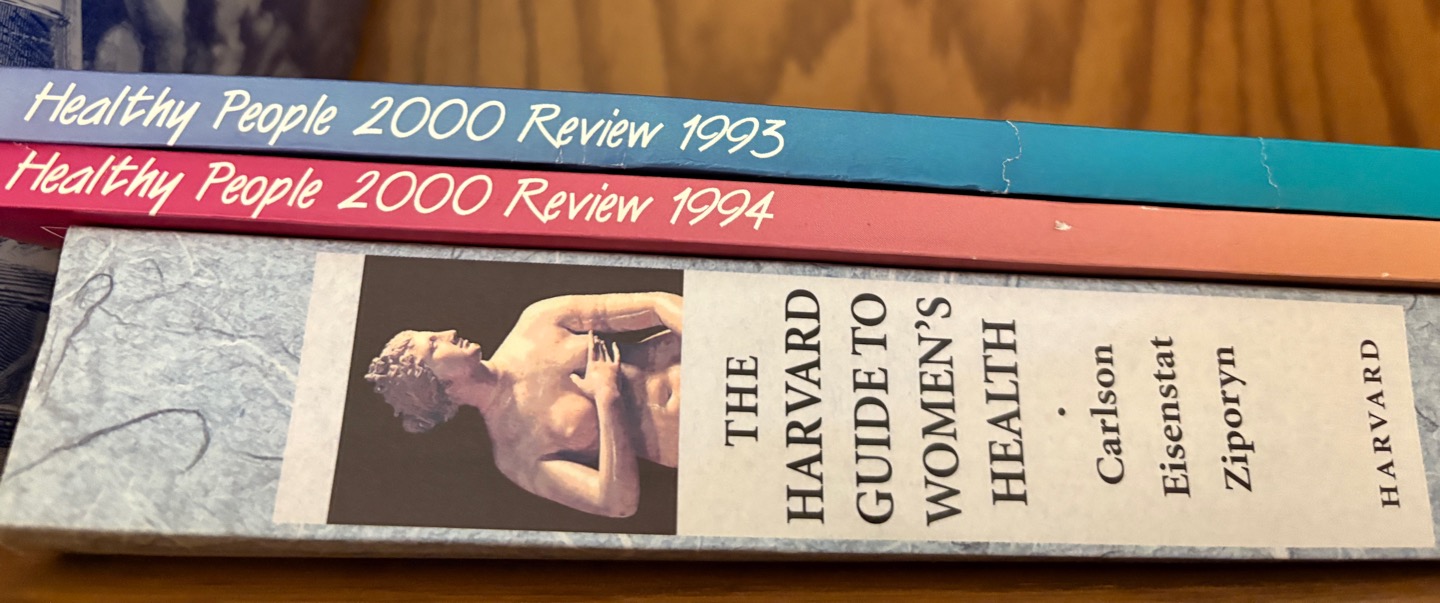 Healthy People 2000 Review 1993
Healthy People 2000 Review 1994
THE
HARVARD
GUIDE TO
WOMEN'S
HEALTH
•
Carlson
Eisenstat
Ziporyn
HARVARD